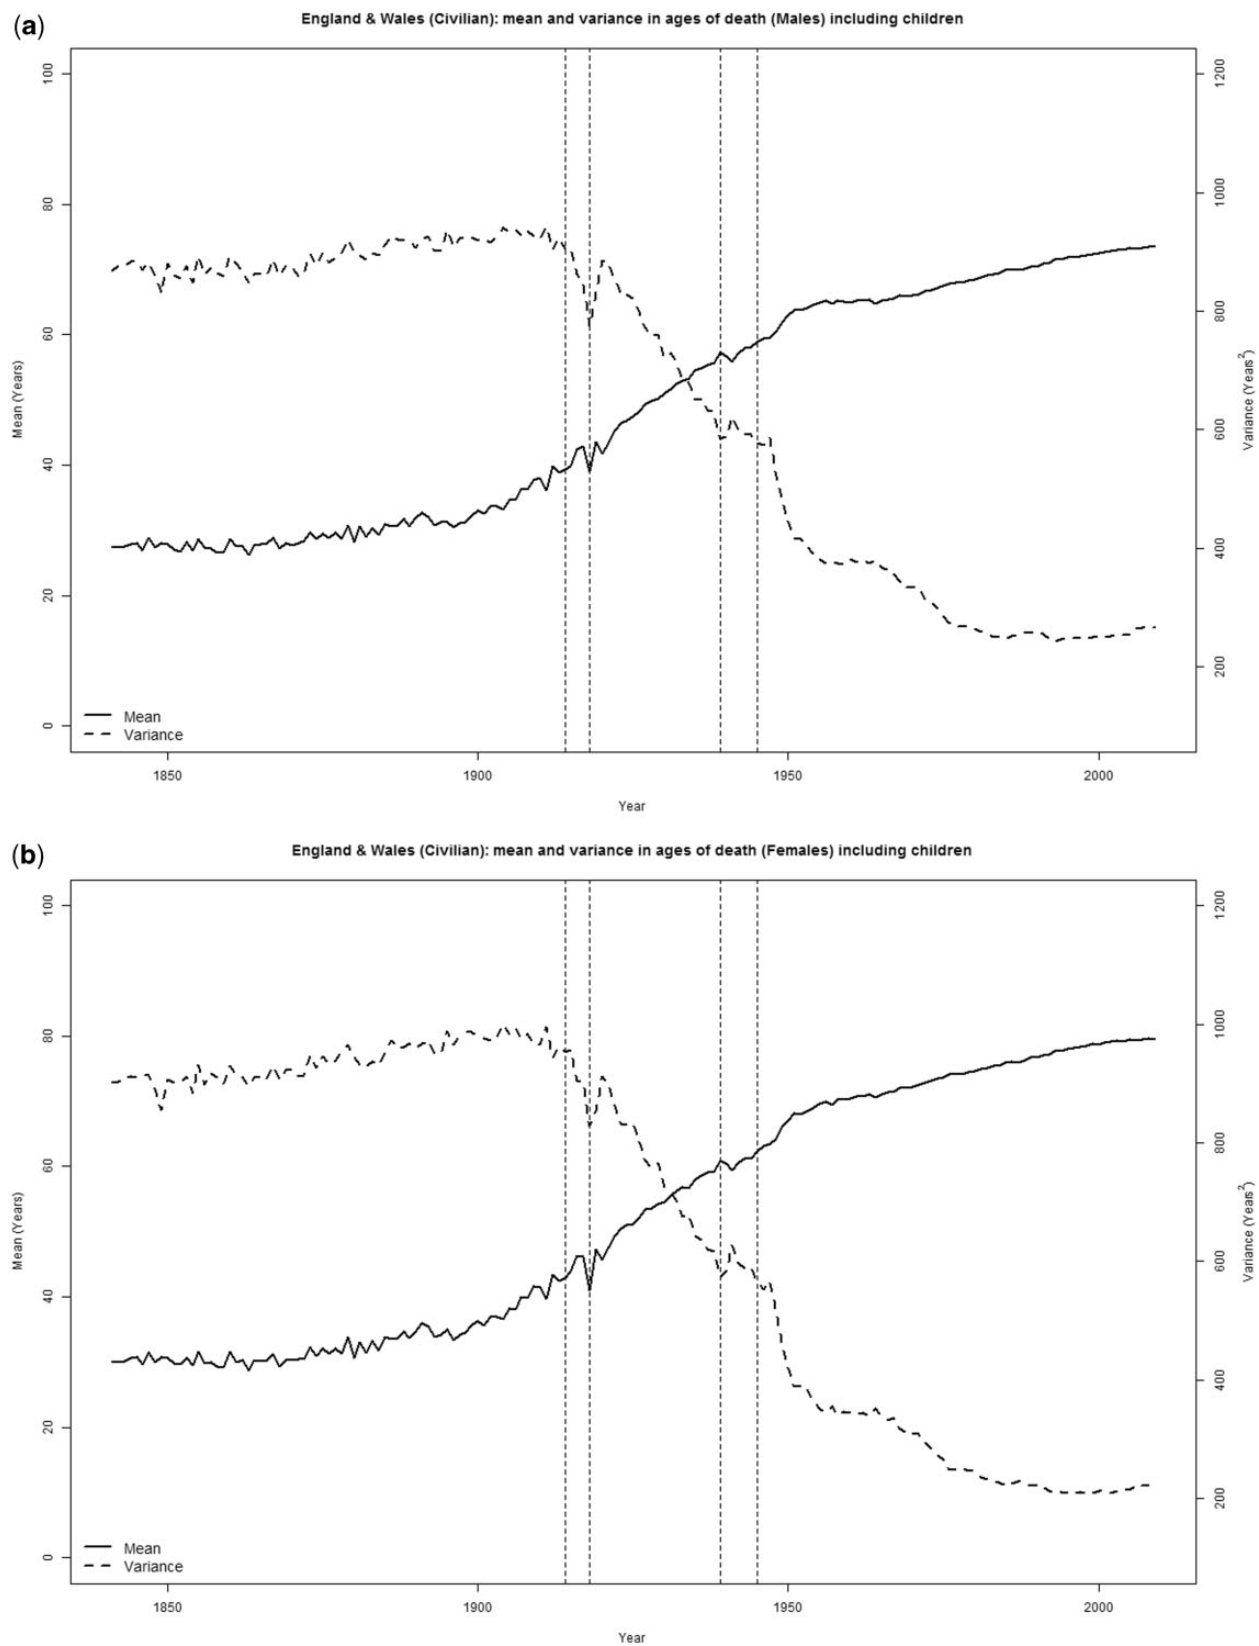 (a)
England & Wales (Civilian): mean and variance in ages of death (Males) including children
100
80
60
40
20
0
Mean (Years)
1200
1000
800
600
400
200
Variance (Years²)
Mean
Variance
1850 1900 1950 2000
Year
(b)
England & Wales (Civilian): mean and variance in ages of death (Females) including children
100
80
60
40
20
0
Mean (Years)
1200
1000
800
600
400
200
Variance (Years²)
Mean
Variance
1850 1900 1950 2000
Year